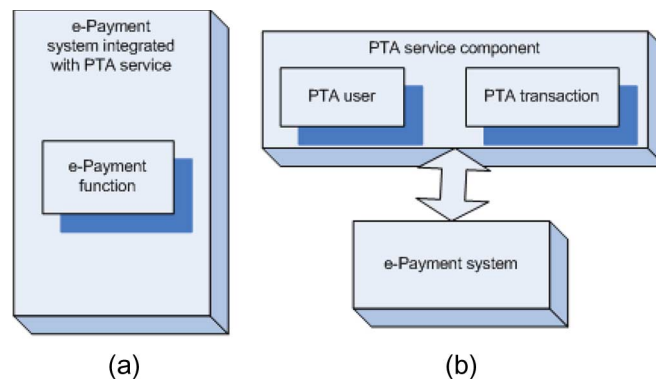 e-Payment
system integrated
with PTA service
e-Payment
function
(a)
PTA service component
PTA user
PTA transaction
e-Payment system
(b)